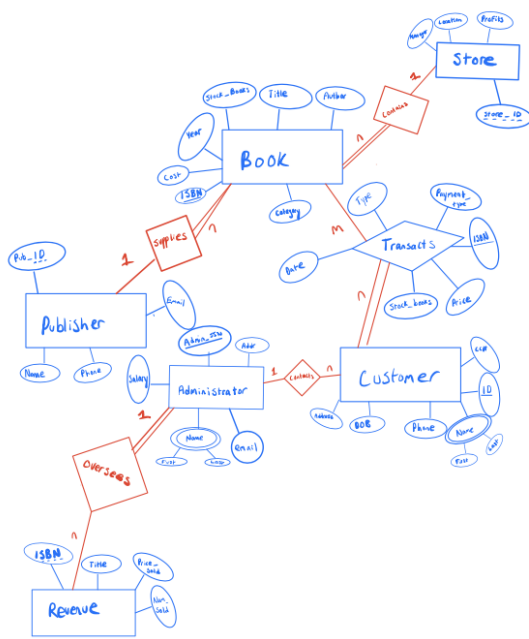 Manager
Location
Profits
Store
Store_ID
1
Contains
n
Stock_Books
Title
Author
Year
Cost
ISBN
BOOK
Category
Supplies
n
1
M
Type
Payment_type
Transacts
ISBN
Date
Stock_books
Price
n
Pub_ID
Publisher
Email
Name
Phone
Admin_SSN
Addr
Salary
Administrator
1
Contacts
n
Customer
ID
Address
DOB
Phone
Name
First
Last
1
Name
First
Last
Email
Oversees
n
ISBN
Title
Price_Sold
Num_Sold
Revenue